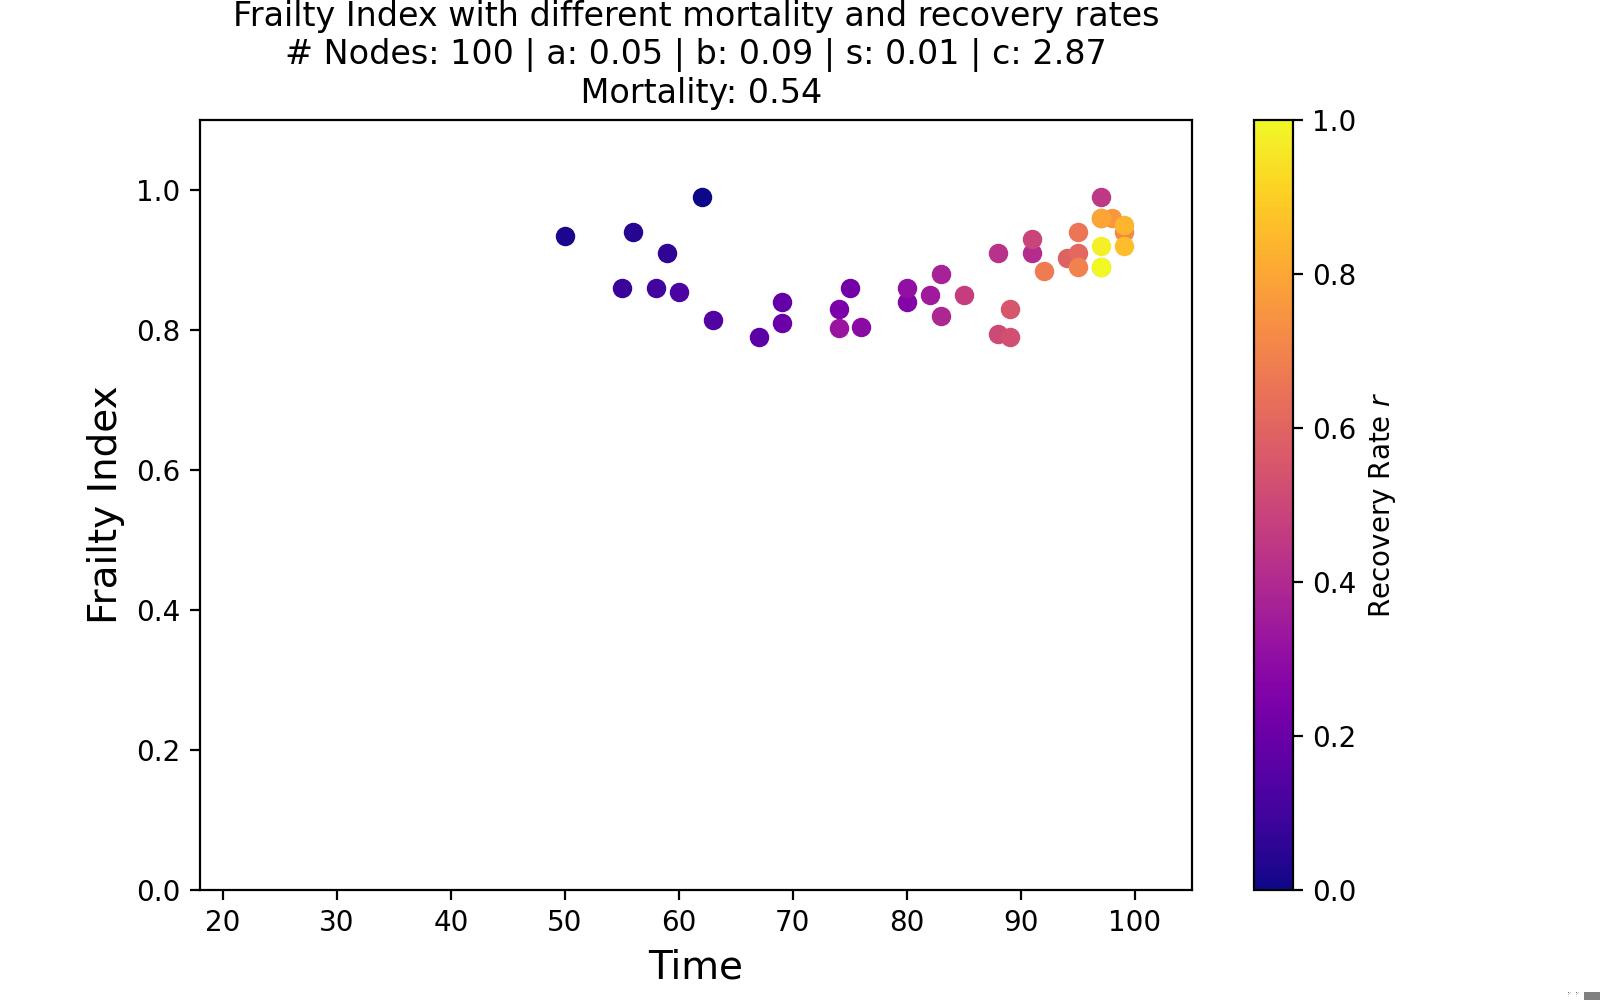 Frailty Index with different mortality and recovery rates
# Nodes: 100 | a: 0.05 | b: 0.09 | s: 0.01 | c: 2.87
Mortality: 0.54
1.0
0.8
0.6
0.4
0.2
0.0
Frailty Index
20 30 40 50 60 70 80 90 100
Time
1.0
0.8
0.6
0.4
0.2
0.0
Recovery Rate r